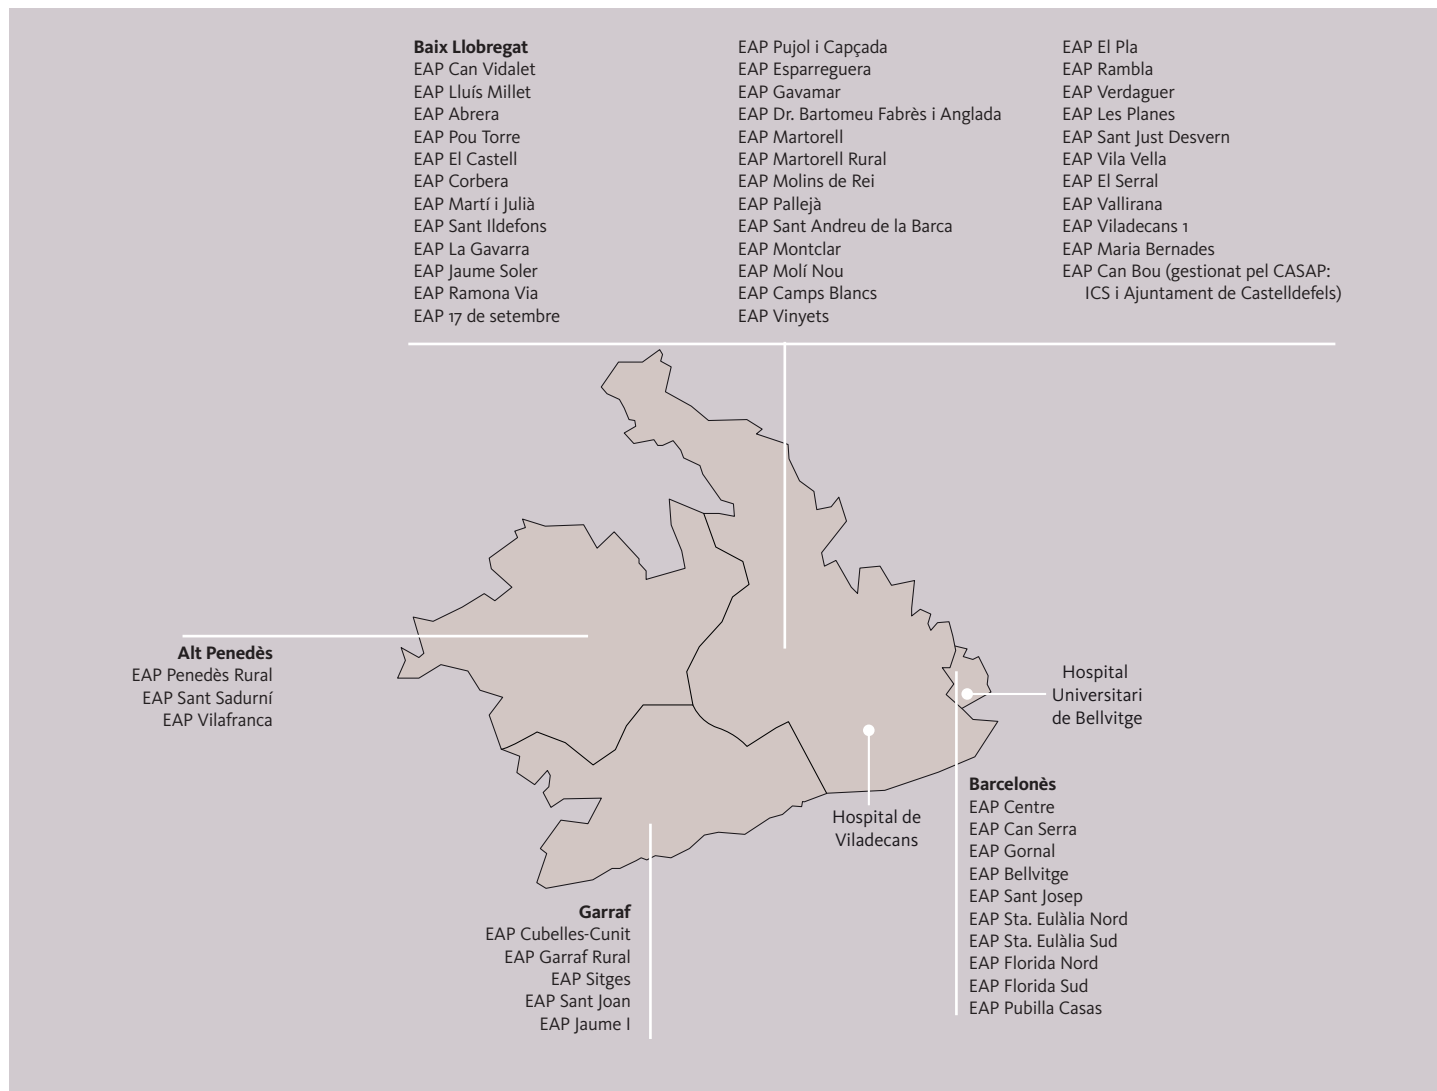 Baix Llobregat
EAP Can Vidalet
EAP Lluís Millet
EAP Abrera
EAP Pou Torre
EAP El Castell
EAP Corbera
EAP Martí i Julià
EAP Sant Ildefons
EAP La Gavarra
EAP Jaume Soler
EAP Ramona Via
EAP 17 de setembre
EAP Pujol i Capçada
EAP Esparreguera
EAP Gavamar
EAP Dr. Bartomeu Fabrès i Anglada
EAP Martorell
EAP Martorell Rural
EAP Molins de Rei
EAP Pallejà
EAP Sant Andreu de la Barca
EAP Montclar
EAP Molí Nou
EAP Camps Blancs
EAP Vinyets
EAP El Pla
EAP Rambla
EAP Verdaguer
EAP Les Planes
EAP Sant Just Desvern
EAP Vila Vella
EAP El Serral
EAP Vallirana
EAP Viladecans 1
EAP Maria Bernades
EAP Can Bou (gestionat pel CASAP:
ICS i Ajuntament de Castelldefels)
Alt Penedès
EAP Penedès Rural
EAP Sant Sadurní
EAP Vilafranca
Hospital
Universitari
de Bellvitge
Hospital de
Viladecans
Barcelonès
EAP Centre
EAP Can Serra
EAP Gornal
EAP Bellvitge
EAP Sant Josep
EAP Sta. Eulàlia Nord
EAP Sta. Eulàlia Sud
EAP Florida Nord
EAP Florida Sud
EAP Pubilla Casas
Garraf
EAP Cubelles-Cunit
EAP Garraf Rural
EAP Sitges
EAP Sant Joan
EAP Jaume I